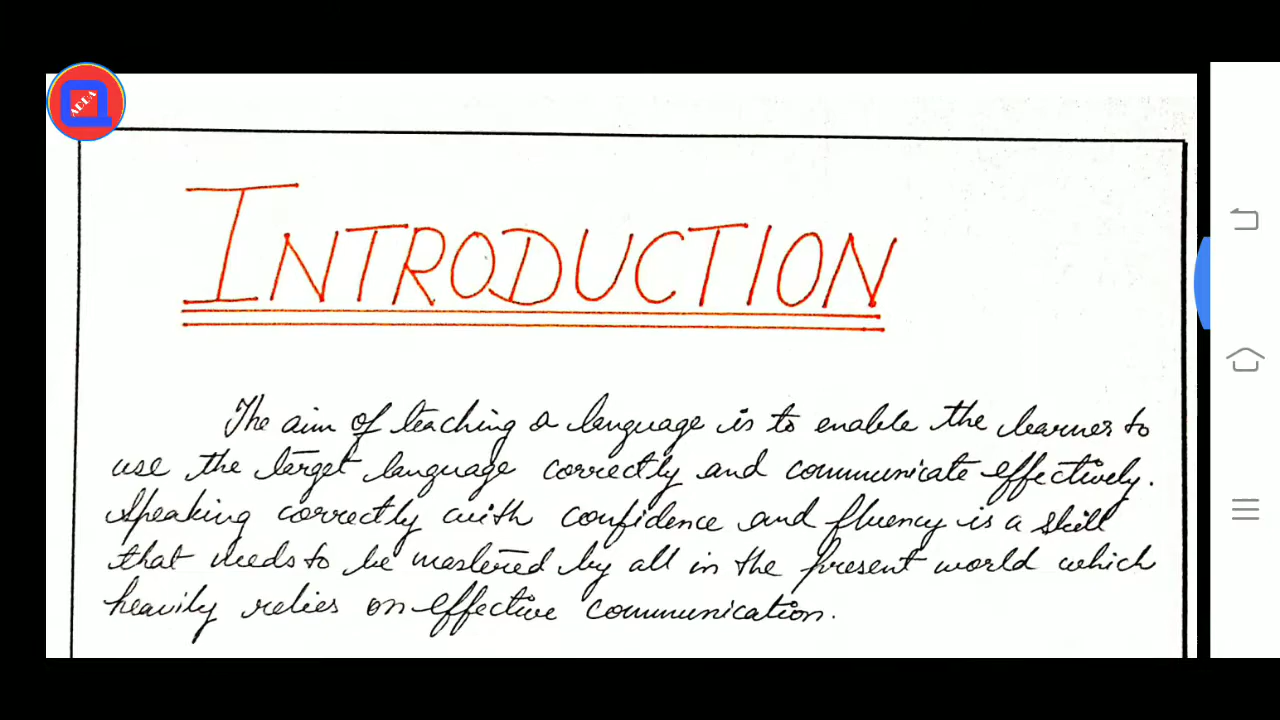 ADDA
INTRODUCTION
The aim of teaching a language is to enable the learner to
use the target language correctly and communicate effectively.
Speaking correctly with confidence and fluency is a skill
that needs to be mastered by all in the present world which
heavily relies on effective communication.